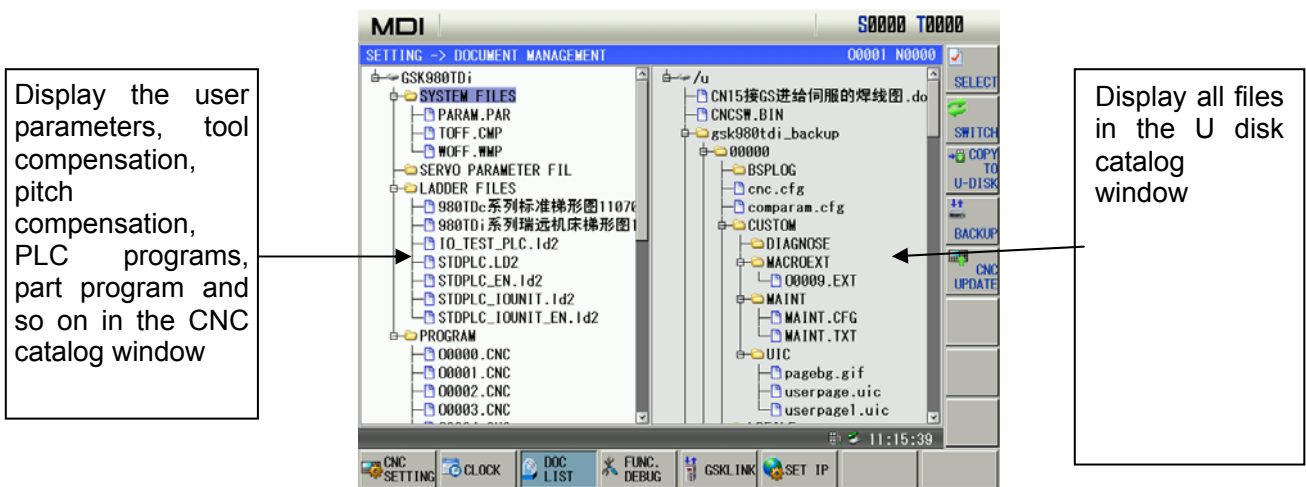 MDI
S0000 T0000
SETTING -> DOCUMENT MANAGEMENT
O0001 N0000
Display the user
parameters, tool
compensation,
pitch
compensation,
PLC programs,
part program and
so on in the CNC
catalog window
GSK980TDi
SYSTEM FILES
PARAM.PAR
TOFF.CMP
WOFF.WMP
SERVO PARAMETER FIL
LADDER FILES
980TDc系列标准梯形图11070
980TDi系列瑞远机床梯形图1
IO_TEST_PLC.ld2
STDPLC.LD2
STDPLC_EN.ld2
STDPLC_IOUNIT.ld2
STDPLC_IOUNIT_EN.ld2
PROGRAM
O0000.CNC
O0001.CNC
O0002.CNC
O0003.CNC
/u
CN15接GS进给伺服的焊线图.do
CNCSW.BIN
gsk980tdi_backup
00000
BSPLOG
cnc.cfg
comparam.cfg
CUSTOM
DIAGNOSE
MACROEXT
O0009.EXT
MAINT
MAINT.CFG
MAINT.TXT
UIC
pagebg.gif
userpage.uic
userpage1.uic
SELECT
SWITCH
COPY
TO
U-DISK
BACKUP
CNC
UPDATE
Display all files
in the U disk
catalog
window
11:15:39
CNC
SETTING
CLOCK
DOC
LIST
FUNC.
DEBUG
GSKLINK
SET IP